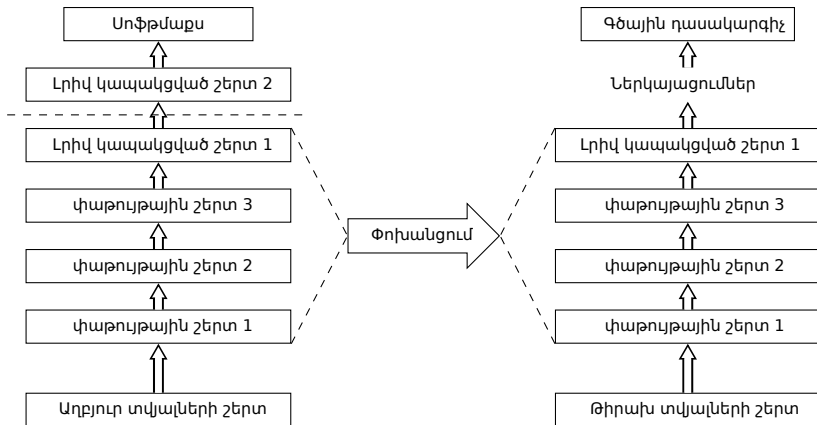 Սոֆթմաքս
Լրիվ կապակցված շերտ 2
Լրիվ կապակցված շերտ 1
փաթույթային շերտ 3
փաթույթային շերտ 2
փաթույթային շերտ 1
Աղբյուր տվյալների շերտ
Փոխանցում
Գծային դասակարգիչ
Ներկայացումներ
Լրիվ կապակցված շերտ 1
փաթույթային շերտ 3
փաթույթային շերտ 2
փաթույթային շերտ 1
Թիրախ տվյալների շերտ